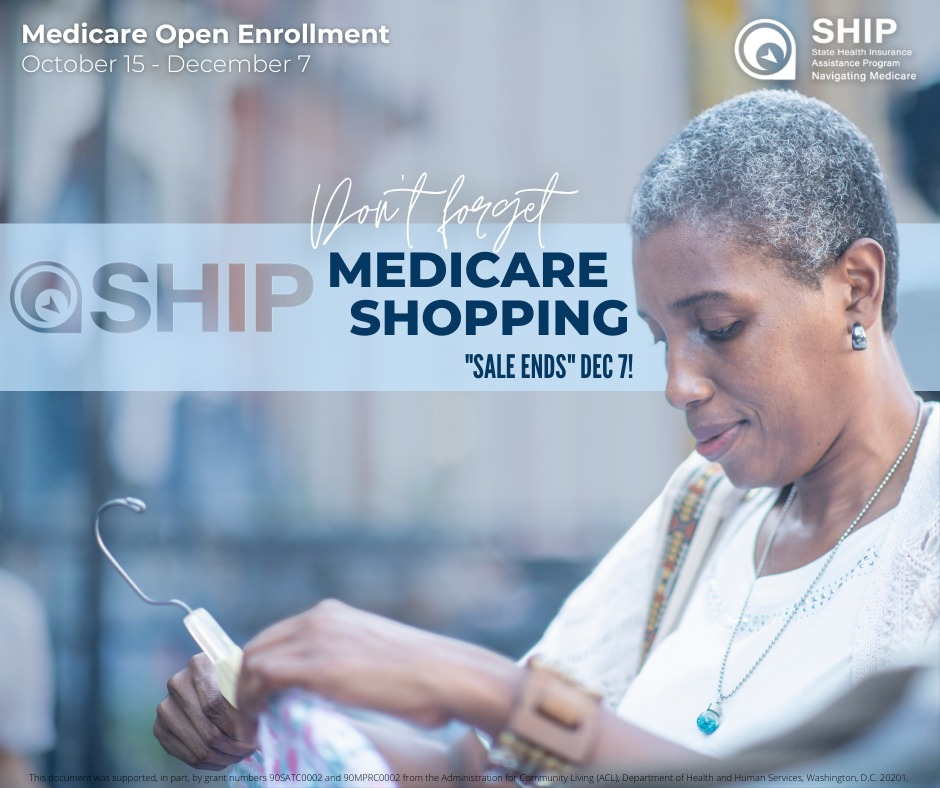 Medicare Open Enrollment
October 15 - December 7
SHIP
State Health Insurance
Assistance Program
Navigating Medicare
Don't forget
SHIP
MEDICARE
SHOPPING
"SALE ENDS" DEC 7!
This document was supported, in part, by grant numbers 90SATC0002 and 90MPRC0002 from the Administration for Community Living (ACL), Department of Health and Human Services, Washington, D.C. 20201.